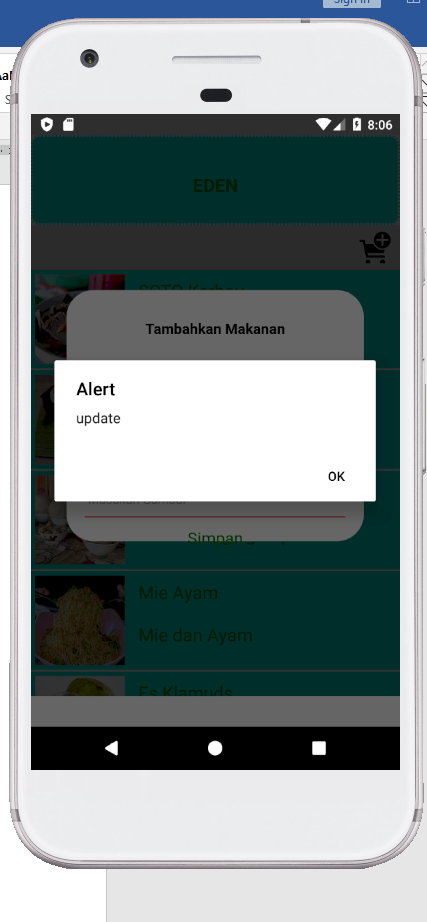 Sign in
8:06
EDEN
SOTO Kerbau
Tambahkan Makanan
Alert
update
OK
Simpan
Mie Ayam
Mie dan Ayam
Es Klamuds